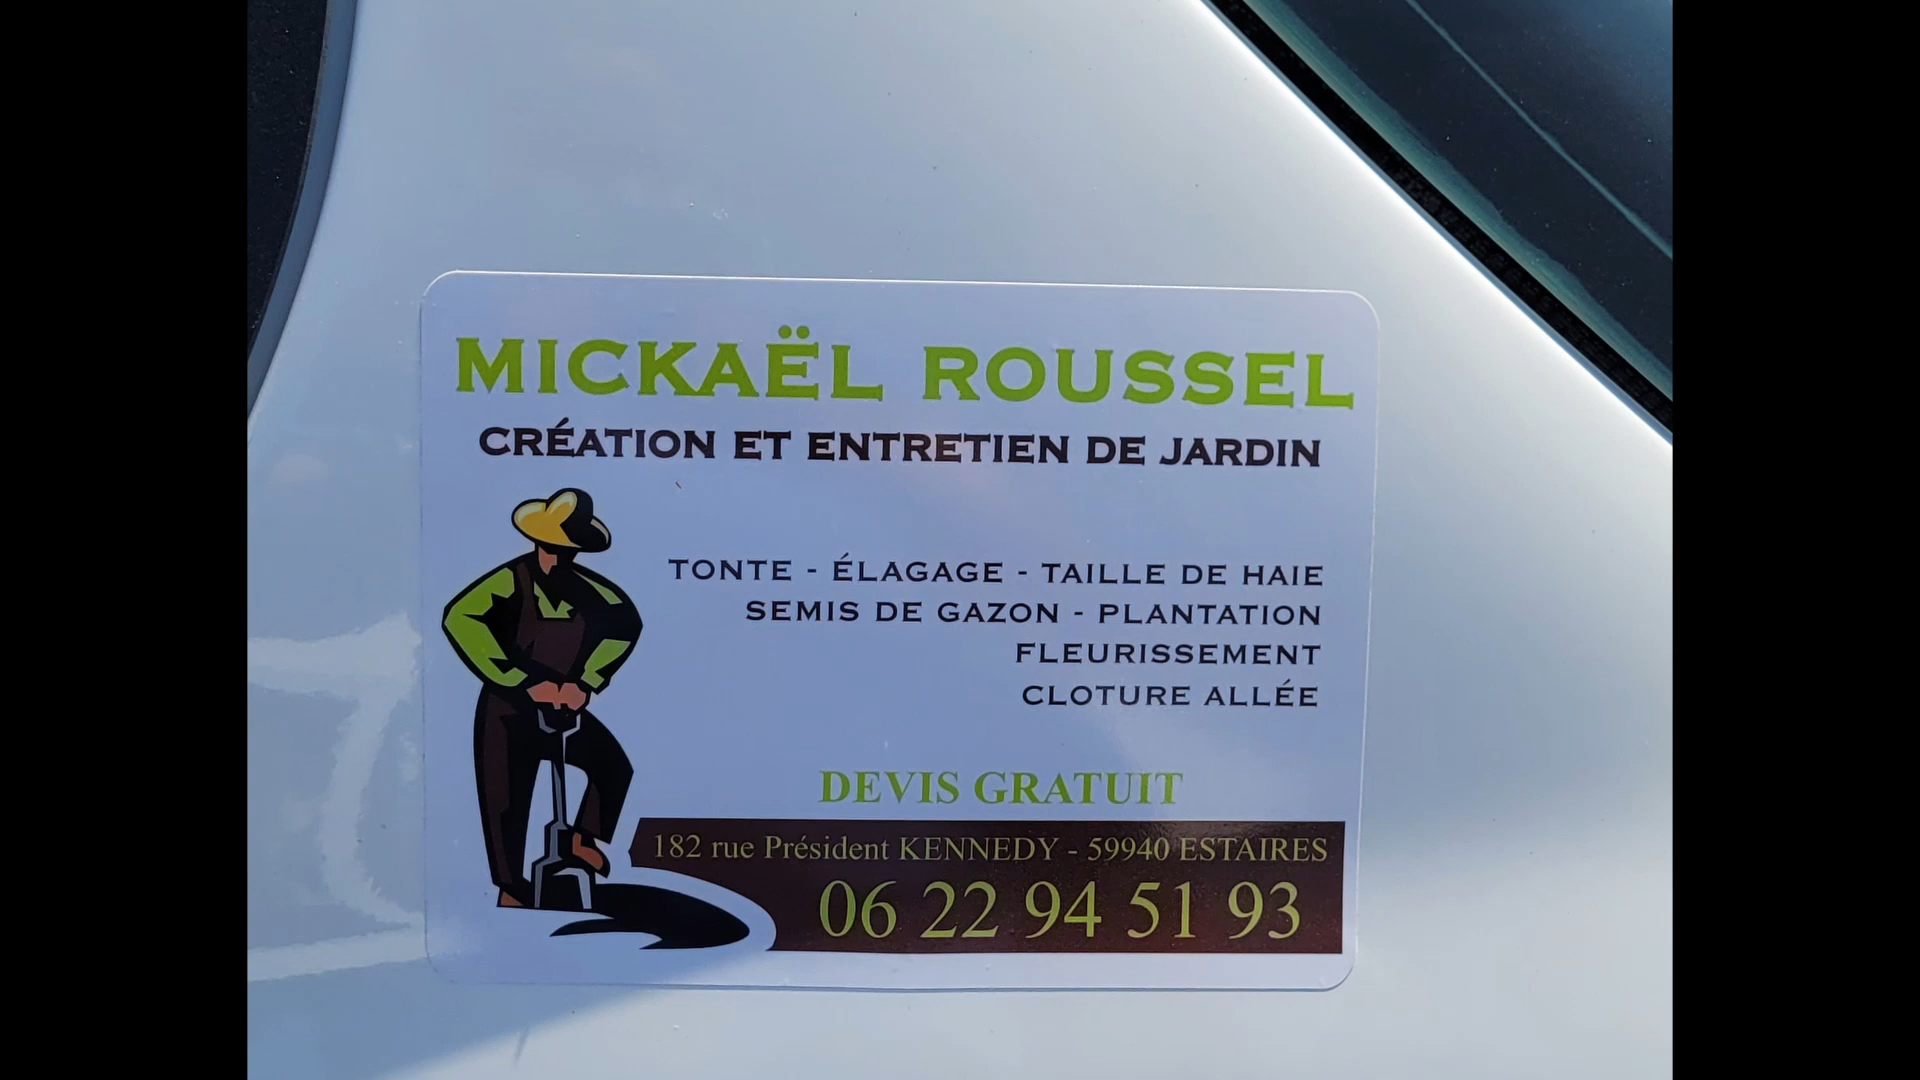 MICKAËL ROUSSEL
CRÉATION ET ENTRETIEN DE JARDIN
TONTE - ÉLAGAGE - TAILLE DE HAIE
SEMIS DE GAZON - PLANTATION
FLEURISSEMENT
CLOTURE ALLÉE
DEVIS GRATUIT
182 rue Président KENNEDY - 59940 ESTAIRES
06 22 94 51 93